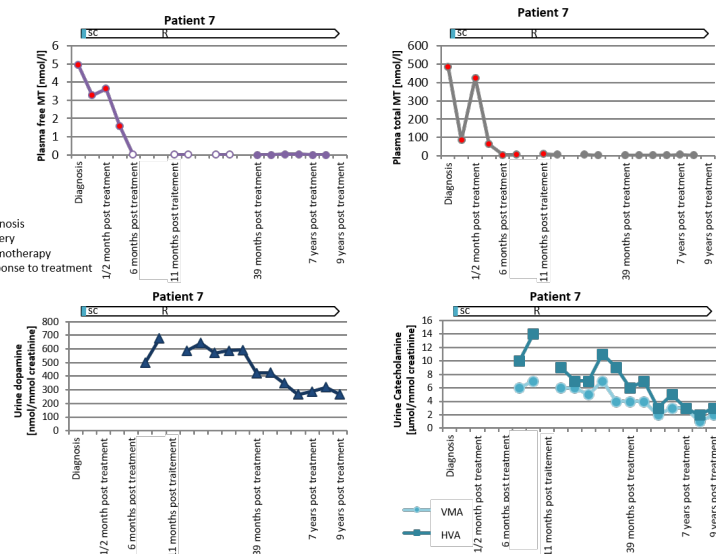 Patient 7
SC R
Plasma free MT [nmol/l]
6
5
4
3
2
1
0
Diagnosis
1/2 month post treatment
6 months post treatment
11 months post traitement
39 months post treatment
7 years post treatment
9 years post treatment
Patient 7
SC R
Plasma total MT [nmol/l]
600
500
400
300
200
100
0
Diagnosis
1/2 month post treatment
6 months post treatment
11 months post traitement
39 months post treatment
7 years post treatment
9 years post treatment
nosis
ery
notherapy
ponse to treatment
Patient 7
SC R
Urine dopamine
[nmol/mmol creatinine]
800
700
600
500
400
300
200
100
0
Diagnosis
1/2 month post treatment
6 months post treatment
11 months post traitement
39 months post treatment
7 years post treatment
9 years post treatment
Patient 7
SC R
Urine Catecholamine
[µmol/mmol creatinine]
16
14
12
10
8
6
4
2
0
Diagnosis
1/2 month post treatment
6 months post treatment
11 months post traitement
39 months post treatment
7 years post treatment
9 years post treatment
VMA
HVA